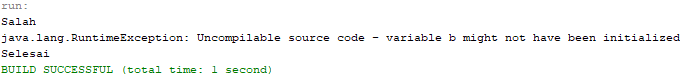 run:
Salah
java.lang.RuntimeException: Uncompilable source code - variable b might not have been initialized
Selesai
BUILD SUCCESSFUL (total time: 1 second)